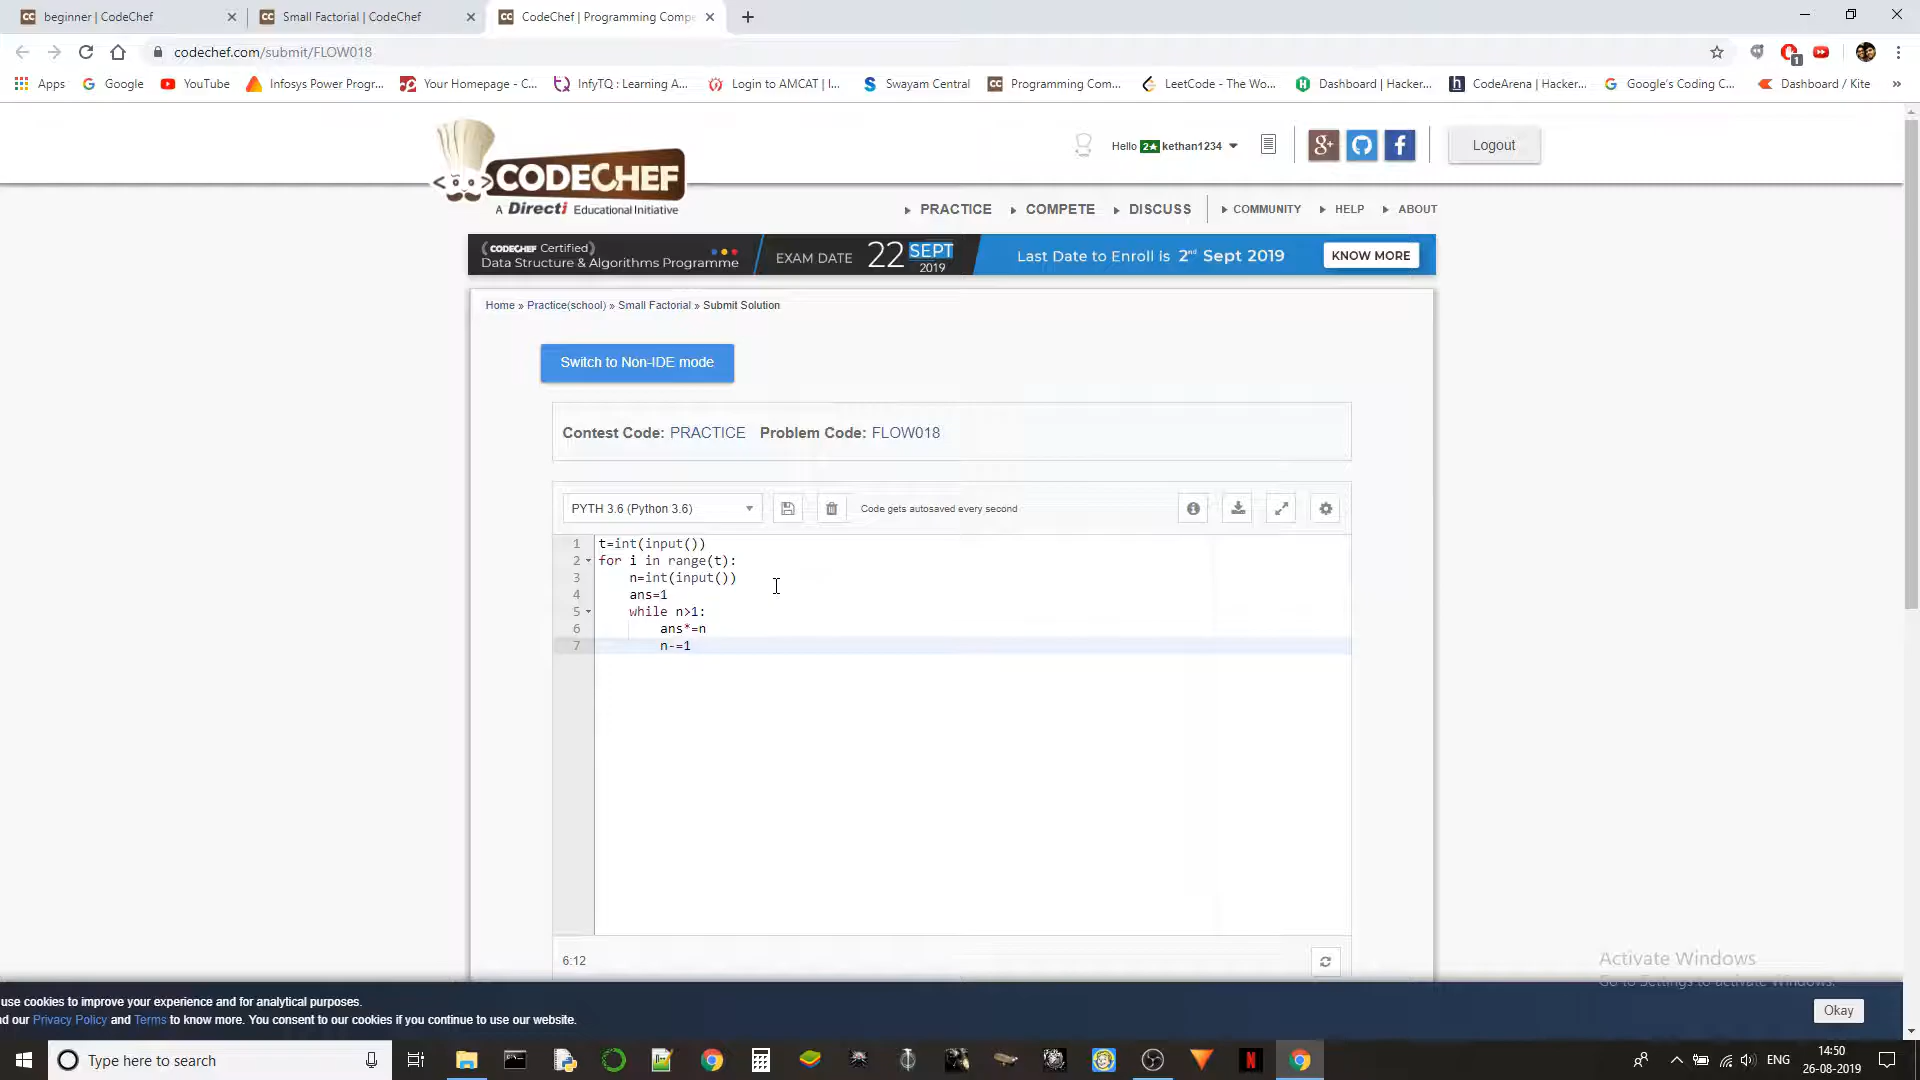 beginner | CodeChef
Small Factorial | CodeChef
CodeChef | Programming Compe
codechef.com/submit/FLOW018
1
Apps
Google
YouTube
Infosys Power Progr...
Your Homepage - C...
InfyTQ : Learning A...
Login to AMCAT | I...
Swayam Central
Programming Com...
LeetCode - The Wo...
Dashboard | Hacker...
CodeArena | Hacker...
Google's Coding C...
Dashboard / Kite
»
CODECHEF
A Directi Educational Initiative
Hello 2★ kethan1234
Logout
PRACTICE
COMPETE
DISCUSS
COMMUNITY
HELP
ABOUT
CODECHEF Certified
Data Structure & Algorithms Programme
EXAM DATE 22 SEPT 2019
Last Date to Enroll is 2nd Sept 2019
KNOW MORE
Home » Practice(school) » Small Factorial » Submit Solution
Switch to Non-IDE mode
Contest Code: PRACTICE Problem Code: FLOW018
PYTH 3.6 (Python 3.6)
Code gets autosaved every second
1 t=int(input())
2 for i in range(t):
3 n=int(input())
4 ans=1
5 while n>1:
6 ans*=n
7 n-=1
6:12
Activate Windows
Go to Settings to activate Windows.
use cookies to improve your experience and for analytical purposes.
d our Privacy Policy and Terms to know more. You consent to our cookies if you continue to use our website.
Okay
Type here to search
ENG
14:50
26-08-2019